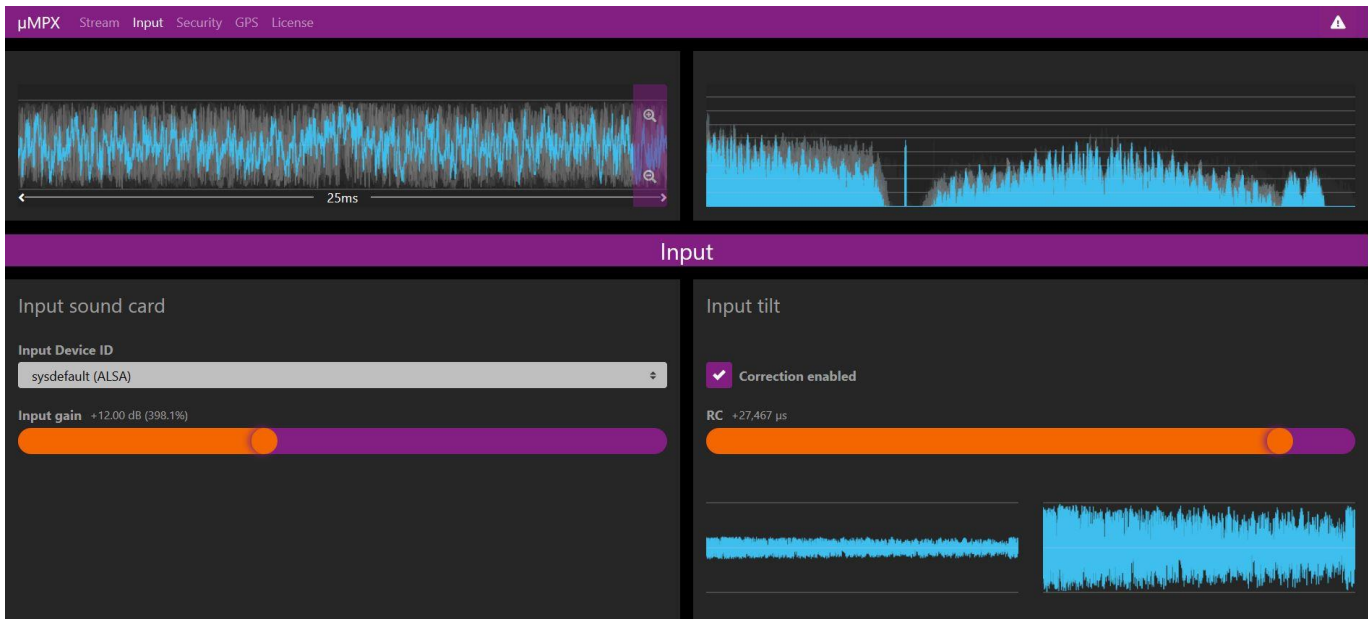 µMPX Stream Input Security GPS License
25ms
Input
Input sound card
Input Device ID
sysdefault (ALSA)
Input gain +12.00 dB (398.1%)
Input tilt
Correction enabled
RC +27,467 µs